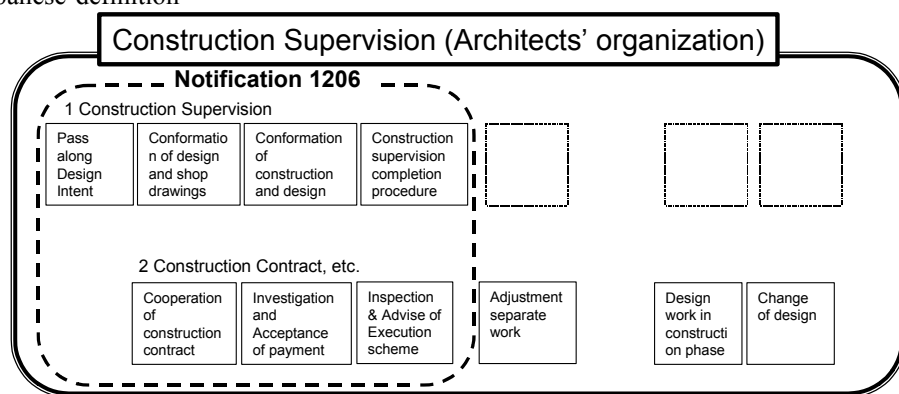 Construction Supervision (Architects' organization)
Notification 1206
1 Construction Supervision
Pass
along
Design
Intent
Conformatio
n of design
and shop
drawings
Conformation
of
construction
and design
Construction
supervision
completion
procedure
2 Construction Contract, etc.
Cooperation
of
construction
contract
Investigation
and
Acceptance
of payment
Inspection
& Advise of
Execution
scheme
Adjustment
separate
work
Design
work in
constructi
on phase
Change
of design